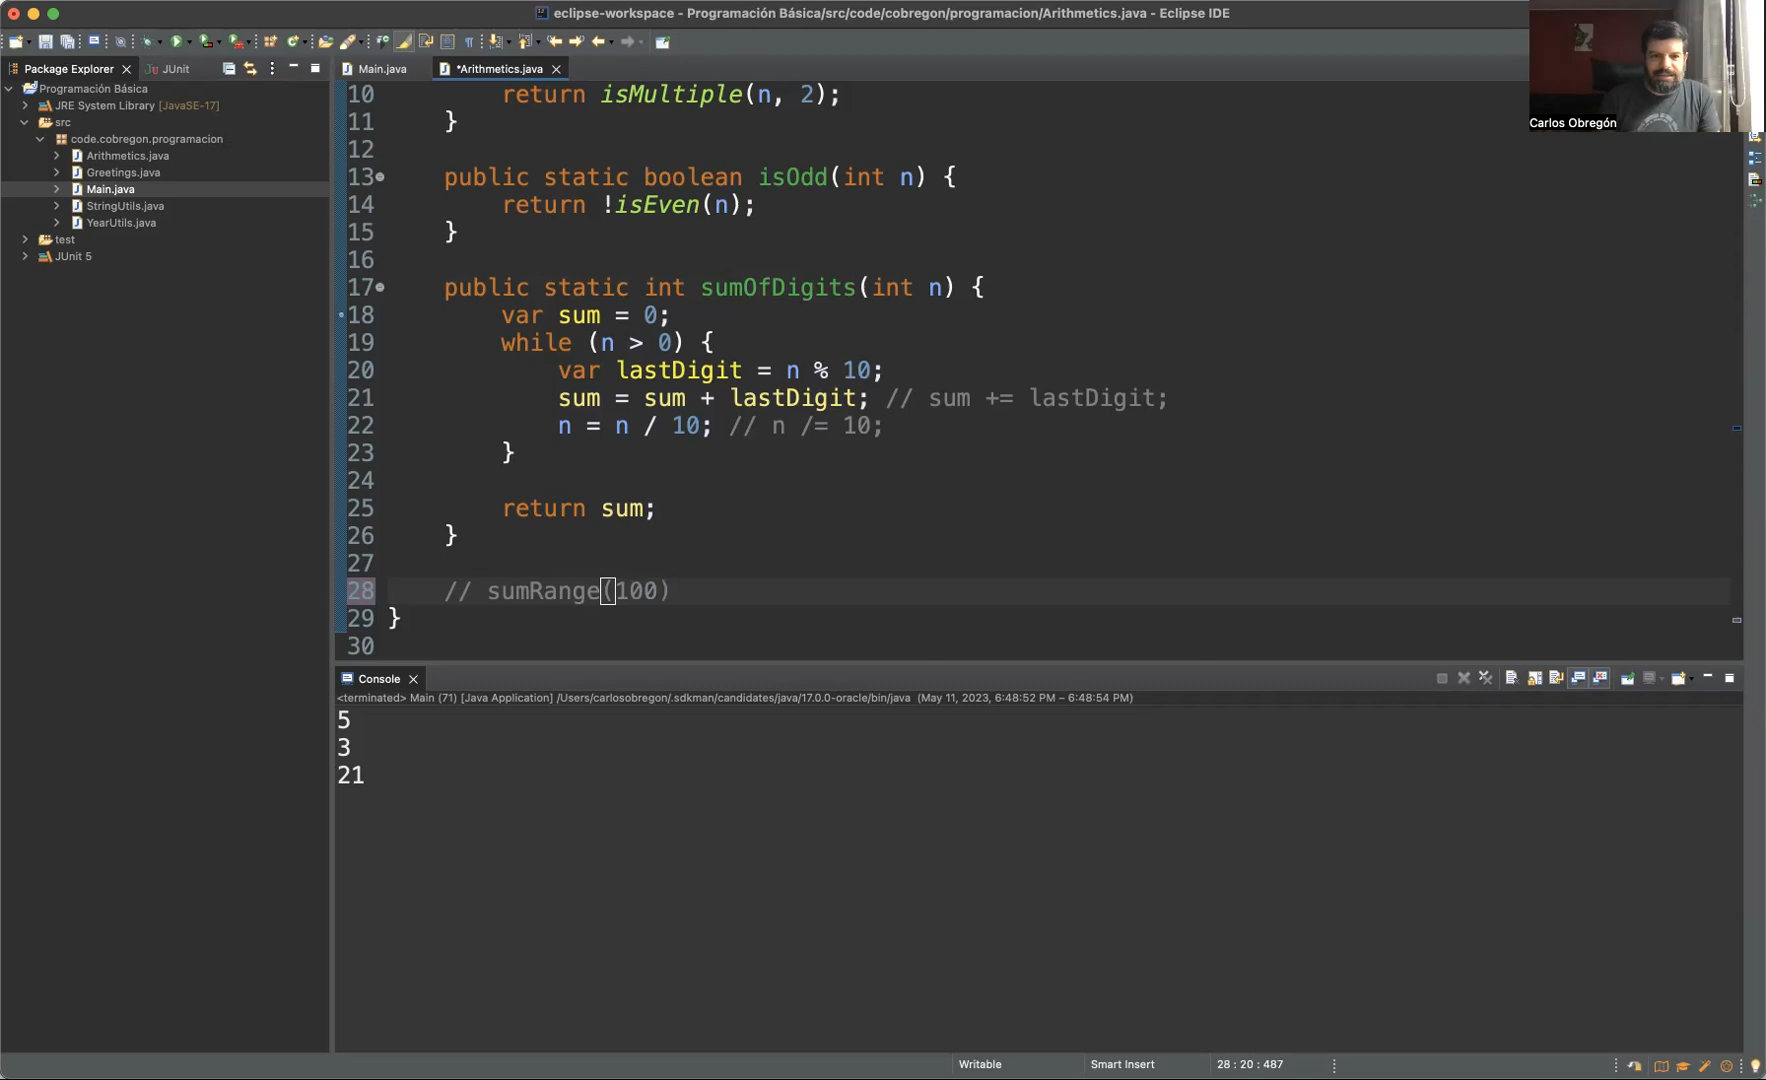 eclipse-workspace - Programación Básica/src/code/cobregon/programacion/Arithmetics.java - Eclipse IDE
Package Explorer
JUnit
Main.java
*Arithmetics.java
Programación Básica
JRE System Library [JavaSE-17]
src
code.cobregon.programacion
Arithmetics.java
Greetings.java
Main.java
StringUtils.java
YearUtils.java
test
JUnit 5
10 return isMultiple(n, 2);
11 }
12
13 public static boolean isOdd(int n) {
14 return !isEven(n);
15 }
16
17 public static int sumOfDigits(int n) {
18 var sum = 0;
19 while (n > 0) {
20 var lastDigit = n % 10;
21 sum = sum + lastDigit; // sum += lastDigit;
22 n = n / 10; // n /= 10;
23 }
24
25 return sum;
26 }
27
28 // sumRange(100)
29 }
30
Carlos Obregón
Console
<terminated> Main (71) [Java Application] /Users/carlosobregon/.sdkman/candidates/java/17.0.0-oracle/bin/java (May 11, 2023, 6:48:52 PM – 6:48:54 PM)
5
3
21
Writable
Smart Insert
28 : 20 : 487